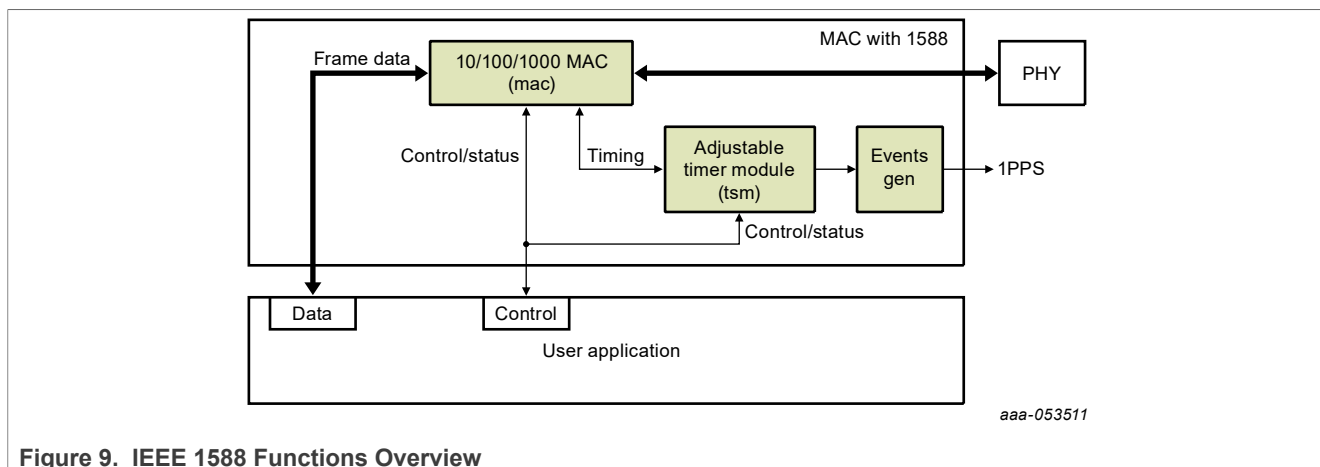 MAC with 1588
Frame data
10/100/1000 MAC
(mac)
PHY
Control/status
Timing
Adjustable
timer module
(tsm)
Events
gen
1PPS
Control/status
Data
Control
User application
aaa-053511
Figure 9. IEEE 1588 Functions Overview